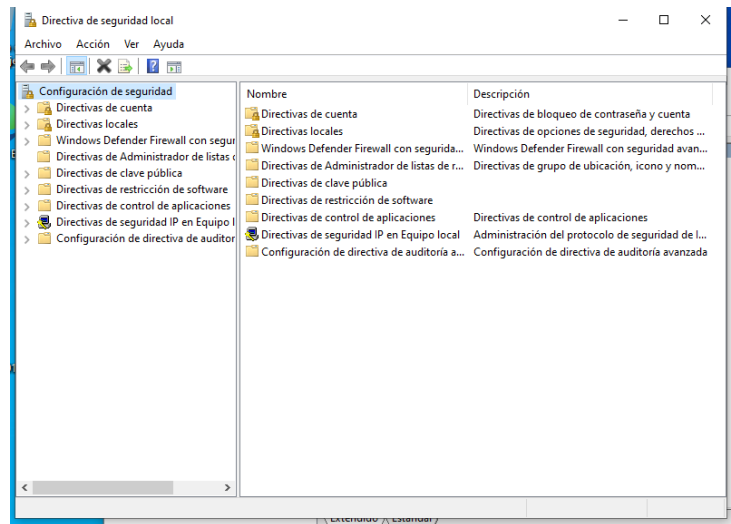 Directiva de seguridad local
Archivo Acción Ver Ayuda
Configuración de seguridad
Directivas de cuenta
Directivas locales
Windows Defender Firewall con segur
Directivas de Administrador de listas
Directivas de clave pública
Directivas de restricción de software
Directivas de control de aplicaciones
Directivas de seguridad IP en Equipo l
Configuración de directiva de auditor
Nombre Descripción
Directivas de cuenta Directivas de bloqueo de contraseña y cuenta
Directivas locales Directivas de opciones de seguridad, derechos ...
Windows Defender Firewall con segurida... Windows Defender Firewall con seguridad avan...
Directivas de Administrador de listas de r... Directivas de grupo de ubicación, icono y nom...
Directivas de clave pública
Directivas de restricción de software
Directivas de control de aplicaciones Directivas de control de aplicaciones
Directivas de seguridad IP en Equipo local Administración del protocolo de seguridad de l...
Configuración de directiva de auditoría a... Configuración de directiva de auditoría avanzada
Extendido Estándar